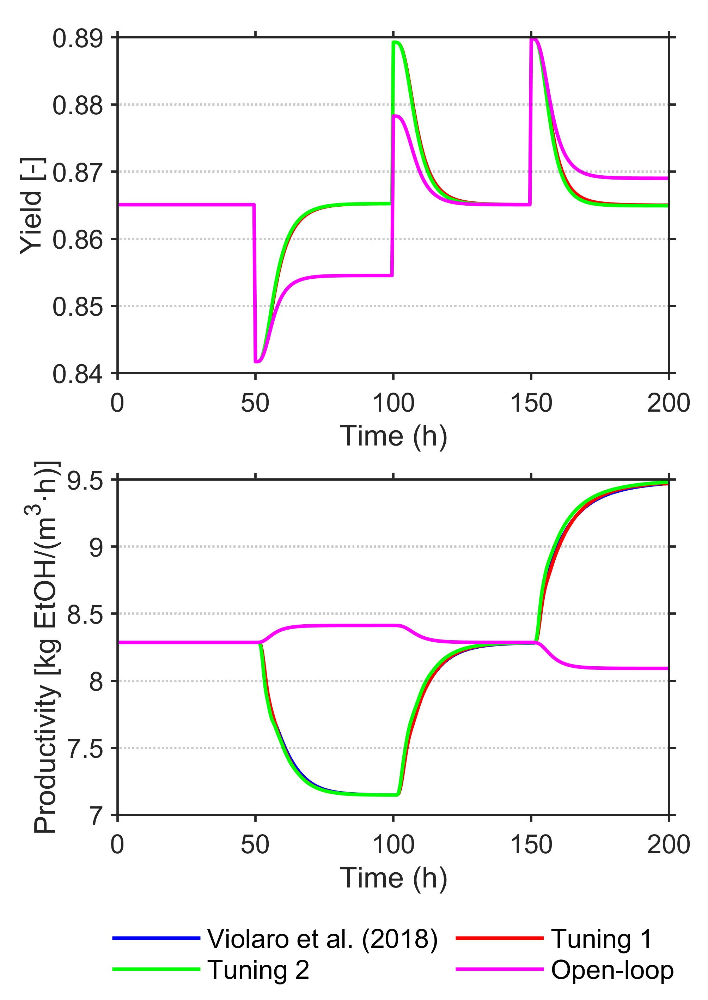 0.89
0.88
0.87
0.86
0.85
0.84
Yield [-]
0 50 100 150 200
Time (h)
9.5
9
8.5
8
7.5
7
Productivity [kg EtOH/(m³·h)]
0 50 100 150 200
Time (h)
Violaro et al. (2018) Tuning 1
Tuning 2 Open-loop